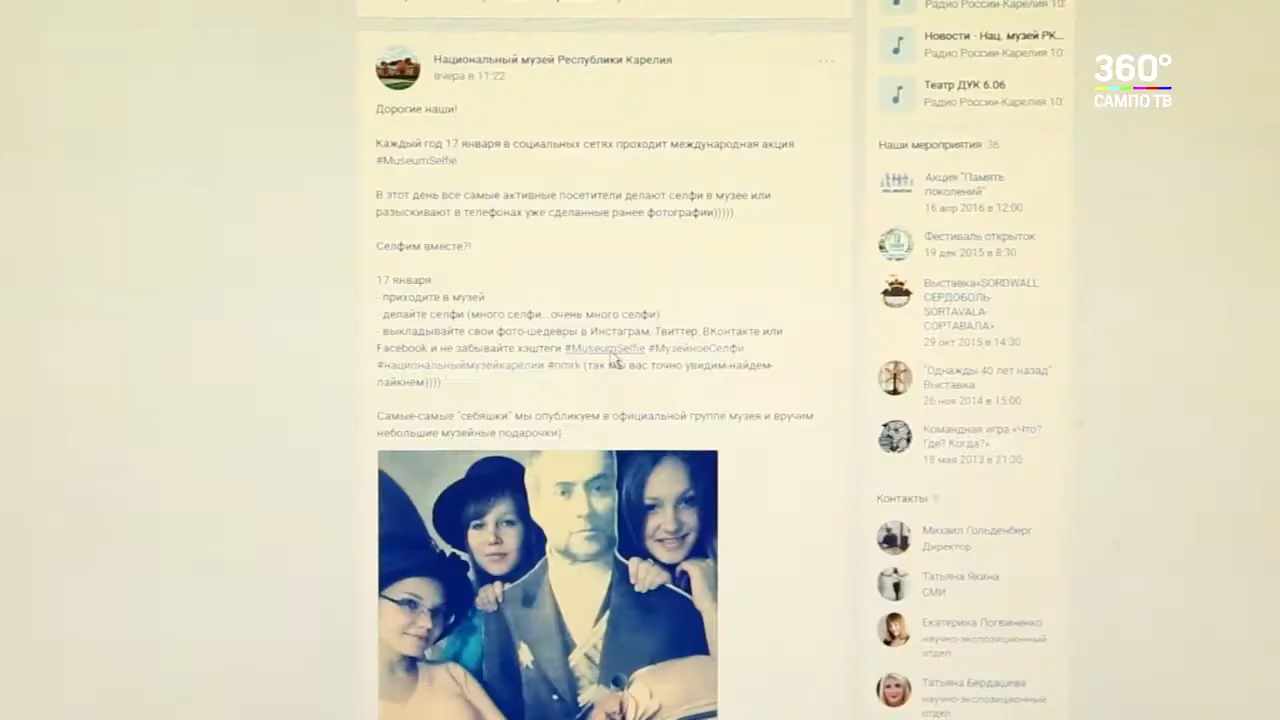 Национальный музей Республики Карелия
вчера в 11:22
Дорогие наши!
Каждый год 17 января в социальных сетях проходит международная акция
#MuseumSelfie
В этот день все самые активные посетители делают селфи в музее или
разыскивают в телефонах уже сделанные ранее фотографии)))))
Селфим вместе?!
17 января
- приходите в музей
- делайте селфи (много селфи...очень много селфи)
- выкладывайте свои фото-шедевры в Инстаграм, Твиттер, ВКонтакте или
Facebook и не забывайте хэштеги #MuseumSelfie #МузейноеСелфи
#национальныймузейкарелии #nmrk (так мы вас точно увидим-найдем-
лайкнем))))
Самые-самые "себяшки" мы опубликуем в официальной группе музея и вручим
небольшие музейные подарочки)
Радио России-Карелия 10:
Новости - Нац. музей РК...
Радио России-Карелия 10:
Театр ДУК 6.06
Радио России-Карелия 10:
Наши мероприятия 36
Акция "Память
поколений"
16 апр 2016 в 12:00
Фестиваль открыток
19 дек 2015 в 8:30
Выставка«SORDWALL
СЕРДОБОЛЬ-
SORTAVALA-
СОРТАВАЛА»
29 окт 2015 в 14:30
"Однажды 40 лет назад"
Выставка
26 ноя 2014 в 15:00
Командная игра «Что?
Где? Когда?»
18 мая 2013 в 21:30
Контакты
Михаил Гольденберг
Директор
Татьяна Яхина
СМИ
Екатерина Логвиненко
научно-экспозиционный
отдел
Татьяна Бердашева
научно-экспозиционный
отдел
360°
САМПО ТВ